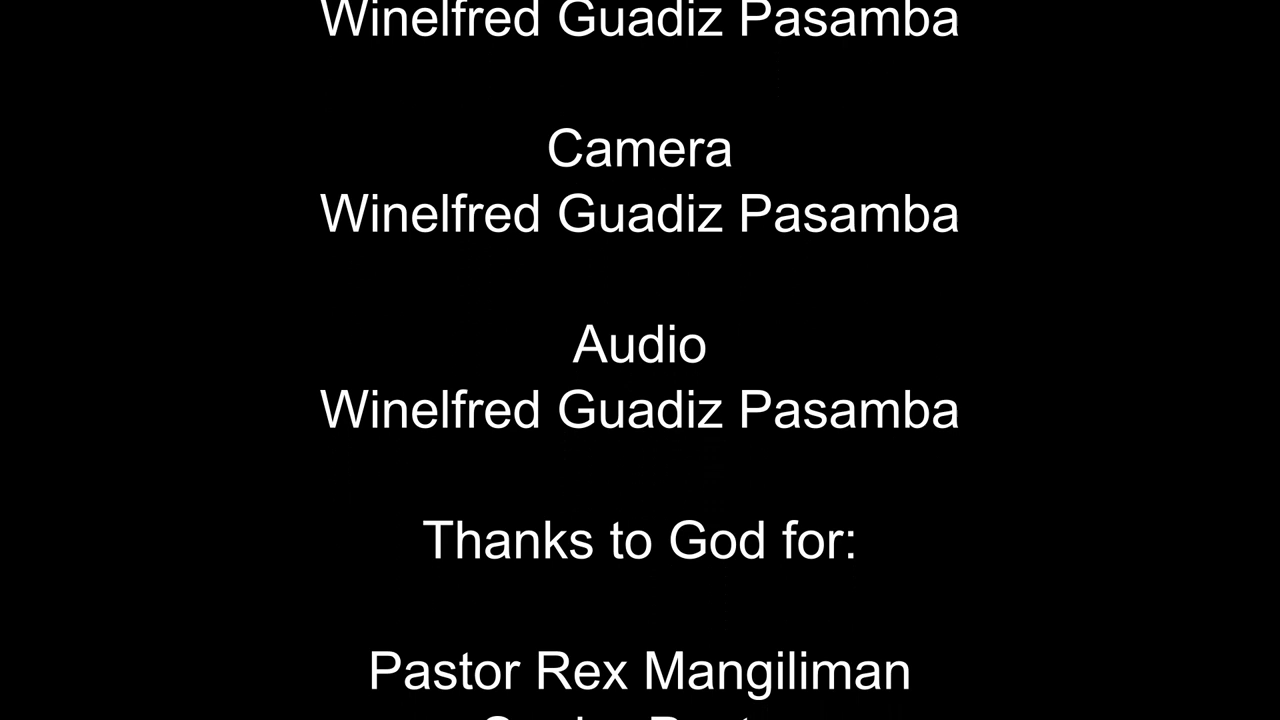 Winelfred Guadiz Pasamba
Camera
Winelfred Guadiz Pasamba
Audio
Winelfred Guadiz Pasamba
Thanks to God for:
Pastor Rex Mangiliman